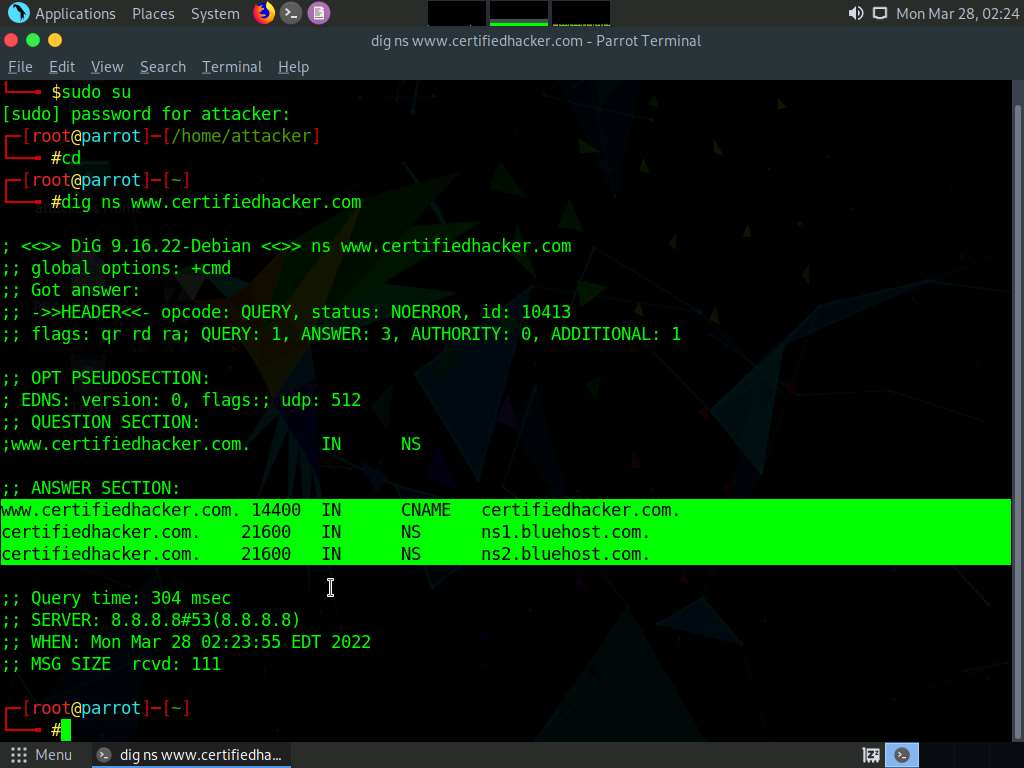 Applications Places System Mon Mar 28, 02:24
dig ns www.certifiedhacker.com - Parrot Terminal
File Edit View Search Terminal Help
$sudo su
[sudo] password for attacker:
[root@parrot]-[/home/attacker]
#cd
[root@parrot]-[~]
#dig ns www.certifiedhacker.com
; <<>> DiG 9.16.22-Debian <<>> ns www.certifiedhacker.com
;; global options: +cmd
;; Got answer:
;; ->>HEADER<<- opcode: QUERY, status: NOERROR, id: 10413
;; flags: qr rd ra; QUERY: 1, ANSWER: 3, AUTHORITY: 0, ADDITIONAL: 1
;; OPT PSEUDOSECTION:
; EDNS: version: 0, flags:; udp: 512
;; QUESTION SECTION:
;www.certifiedhacker.com. IN NS
;; ANSWER SECTION:
www.certifiedhacker.com. 14400 IN CNAME certifiedhacker.com.
certifiedhacker.com. 21600 IN NS ns1.bluehost.com.
certifiedhacker.com. 21600 IN NS ns2.bluehost.com.
;; Query time: 304 msec
;; SERVER: 8.8.8.8#53(8.8.8.8)
;; WHEN: Mon Mar 28 02:23:55 EDT 2022
;; MSG SIZE rcvd: 111
[root@parrot]-[~]
#
Menu dig ns www.certifiedha...